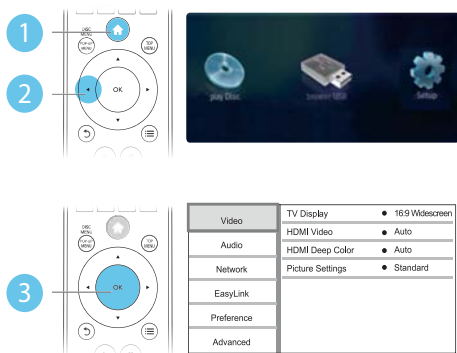 1
DISC
MENU
POP-UP
MENU
TOP
MENU
2
OK
play Disc
browse USB
Setup
DISC
MENU
POP-UP
MENU
TOP
MENU
3
OK
Video
Audio
Network
EasyLink
Preference
Advanced
TV Display ● 16:9 Widescreen
HDMI Video ● Auto
HDMI Deep Color ● Auto
Picture Settings ● Standard